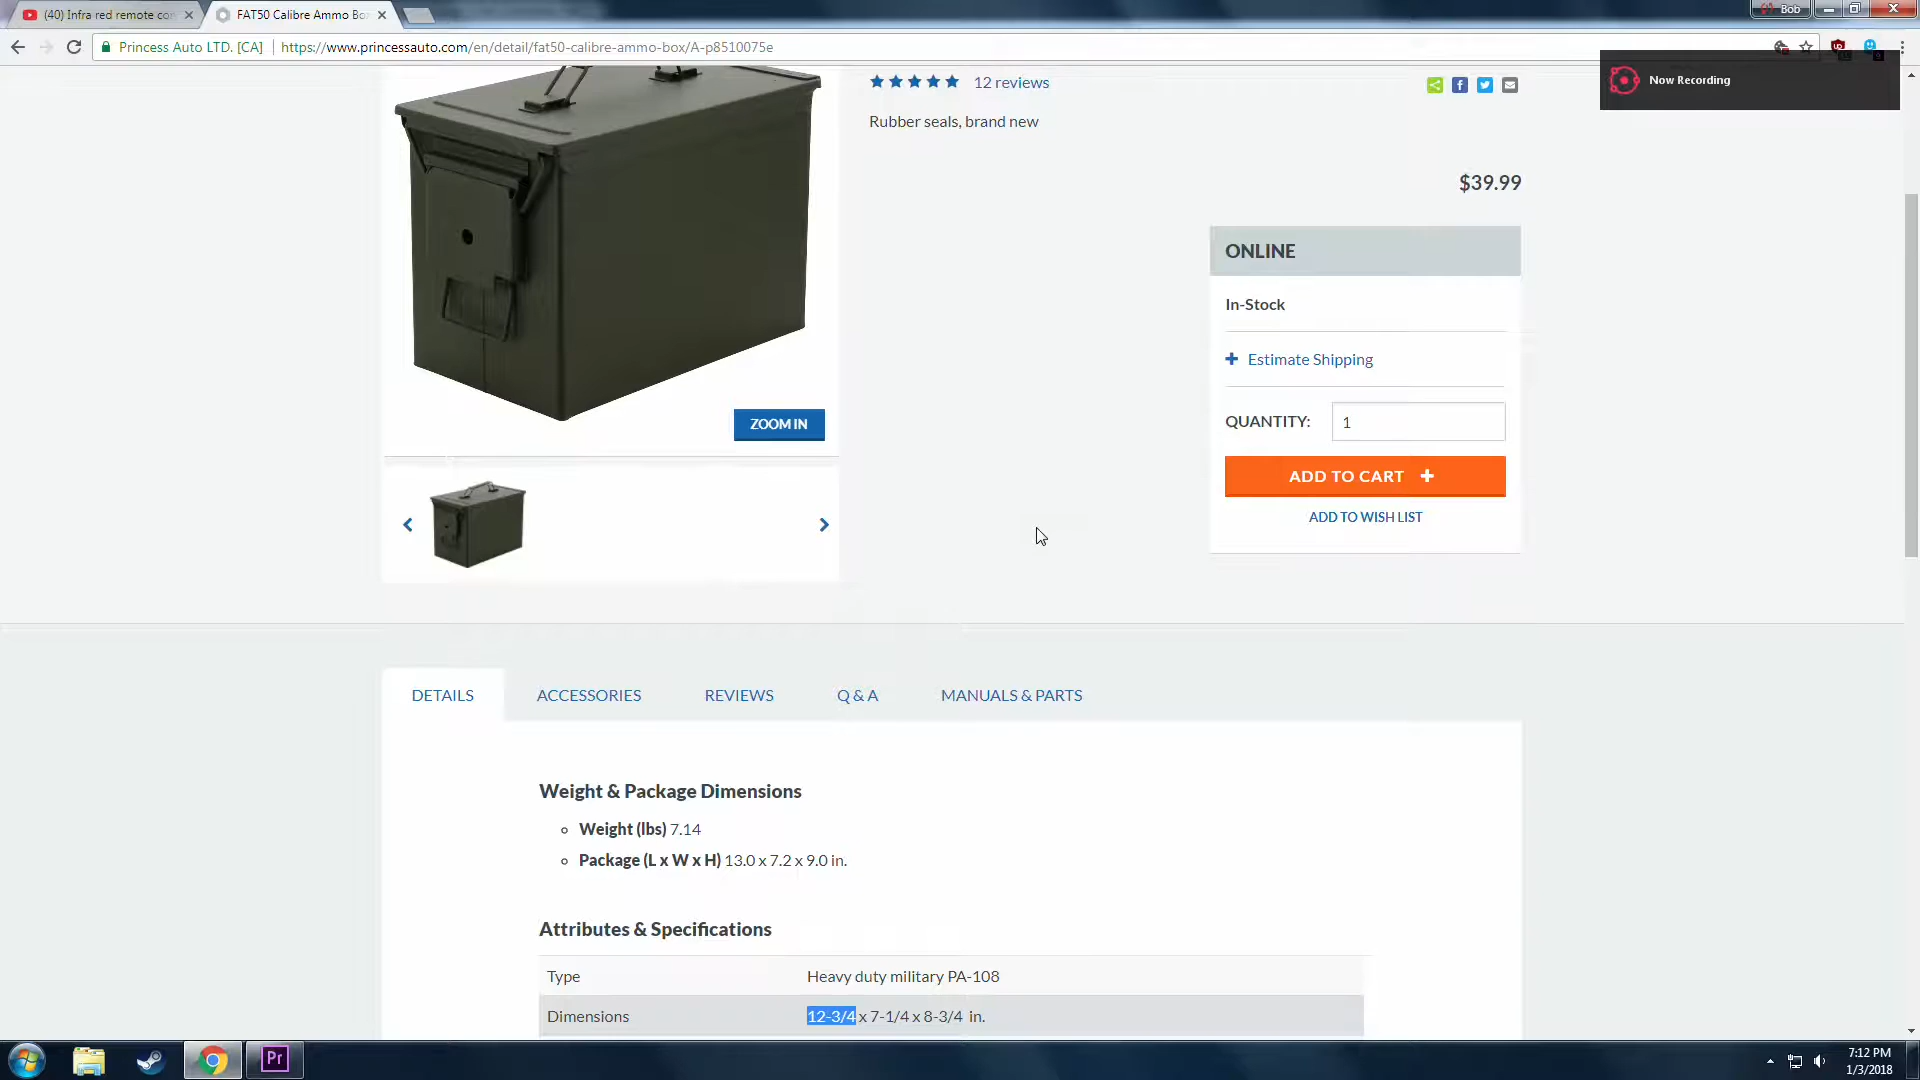 (40) Infra red remote con
FAT50 Calibre Ammo Bo
Bob
Princess Auto LTD. [CA]
https://www.princessauto.com/en/detail/fat50-calibre-ammo-box/A-p8510075e
Now Recording
12 reviews
Rubber seals, brand new
$39.99
ONLINE
In-Stock
Estimate Shipping
QUANTITY: 1
ADD TO CART
ADD TO WISH LIST
ZOOM IN
DETAILS ACCESSORIES REVIEWS Q & A MANUALS & PARTS
Weight & Package Dimensions
Weight (lbs) 7.14
Package (L x W x H) 13.0 x 7.2 x 9.0 in.
Attributes & Specifications
Type Heavy duty military PA-108
Dimensions 12-3/4 x 7-1/4 x 8-3/4 in.
Pr
7:12 PM
1/3/2018